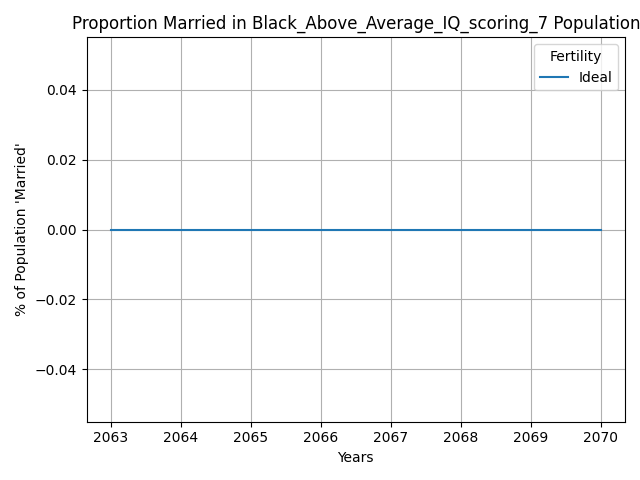 Proportion Married in Black_Above_Average_IQ_scoring_7 Population
Fertility
Ideal
0.04
0.02
0.00
−0.02
−0.04
% of Population 'Married'
2063 2064 2065 2066 2067 2068 2069 2070
Years